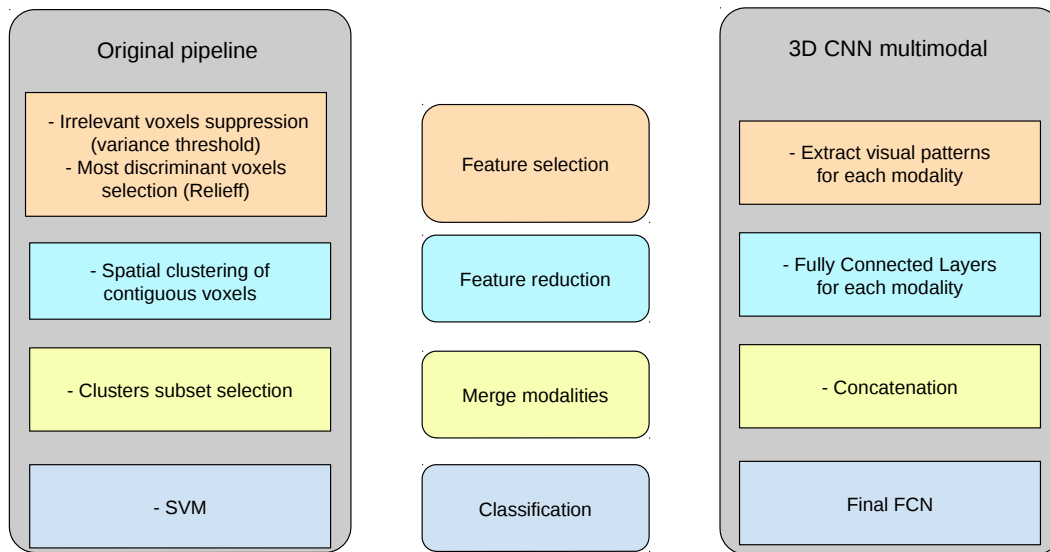 Original pipeline
- Irrelevant voxels suppression
(variance threshold)
- Most discriminant voxels
selection (Relieff)
- Spatial clustering of
contiguous voxels
- Clusters subset selection
- SVM
Feature selection
Feature reduction
Merge modalities
Classification
3D CNN multimodal
- Extract visual patterns
for each modality
- Fully Connected Layers
for each modality
- Concatenation
Final FCN